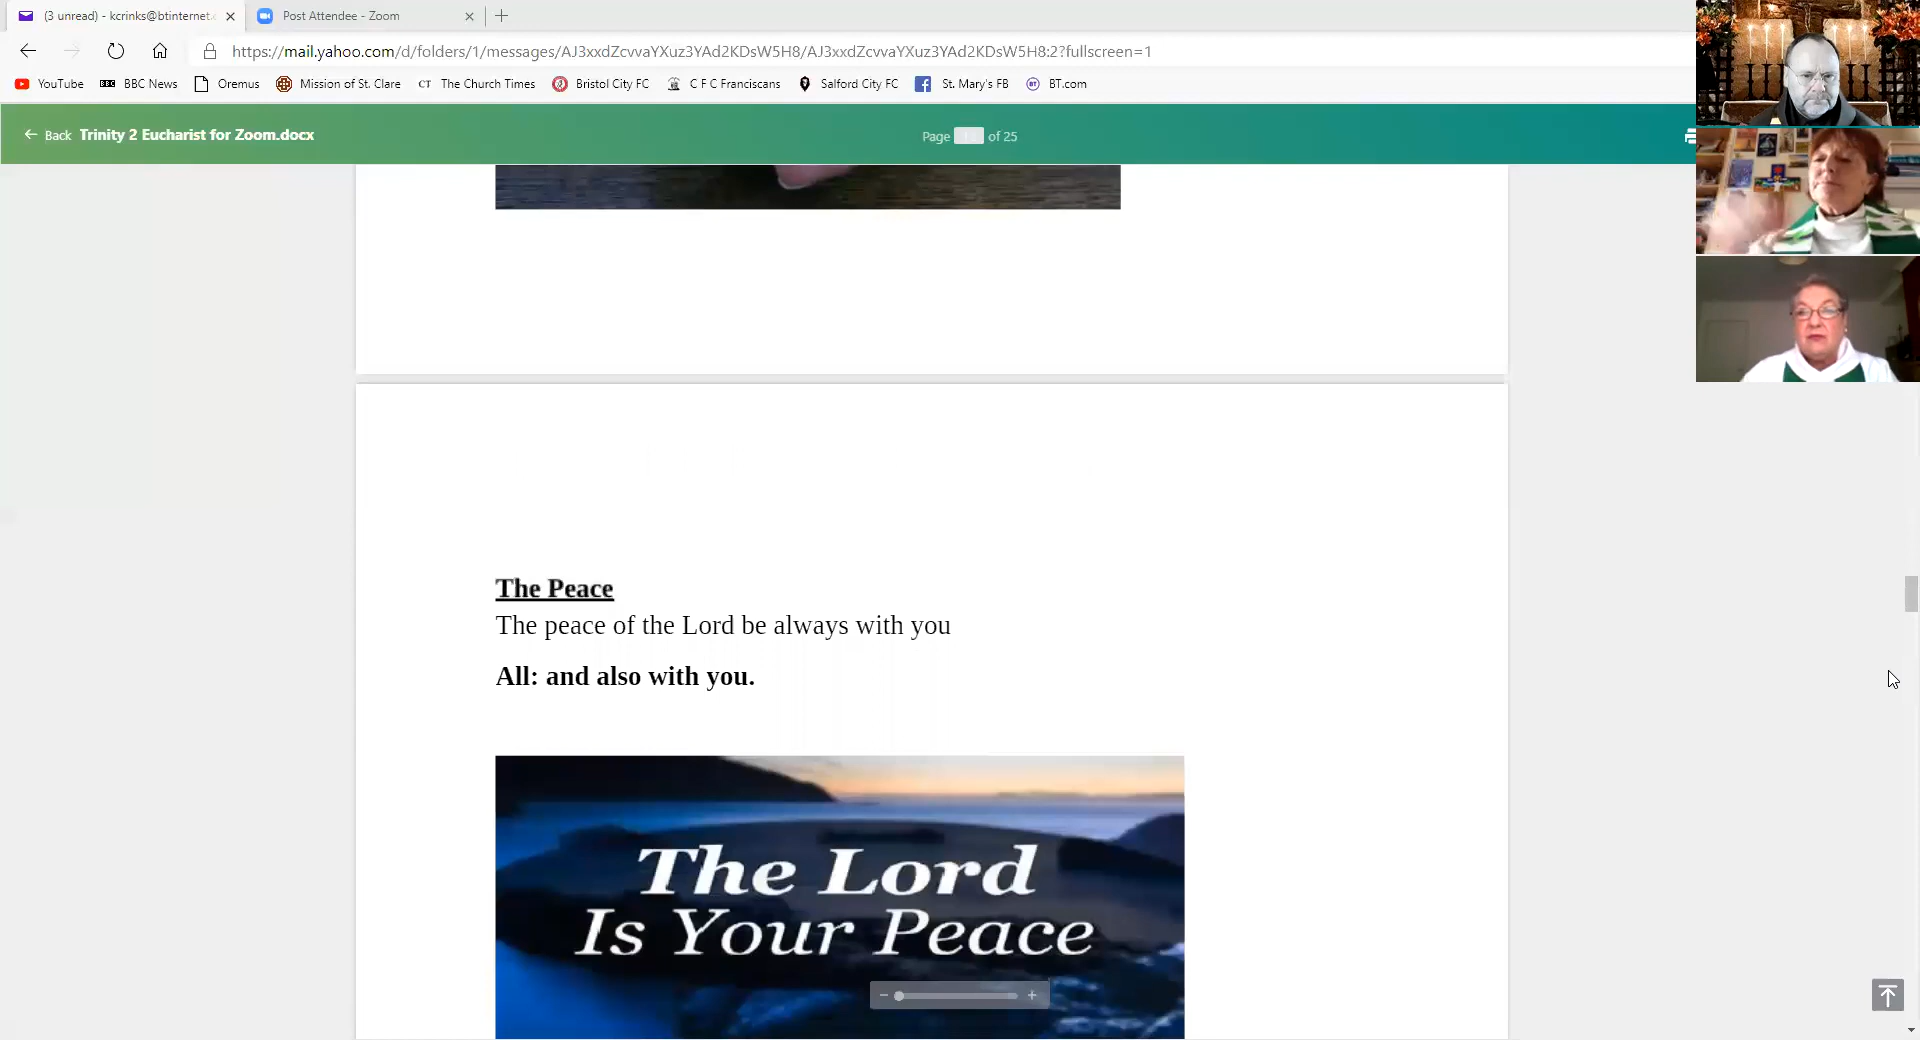 (3 unread) - kcrinks@btinternet.c
Post Attendee - Zoom
https://mail.yahoo.com/d/folders/1/messages/AJ3xxdZcvvaYXuz3YAd2KDsW5H8/AJ3xxdZcvvaYXuz3YAd2KDsW5H8:2?fullscreen=1
YouTube BBC BBC News Oremus Mission of St. Clare CT The Church Times Bristol City FC C F C Franciscans Salford City FC St. Mary's FB BT BT.com
Back Trinity 2 Eucharist for Zoom.docx
Page of 25
The Peace
The peace of the Lord be always with you
All: and also with you.
The Lord
Is Your Peace